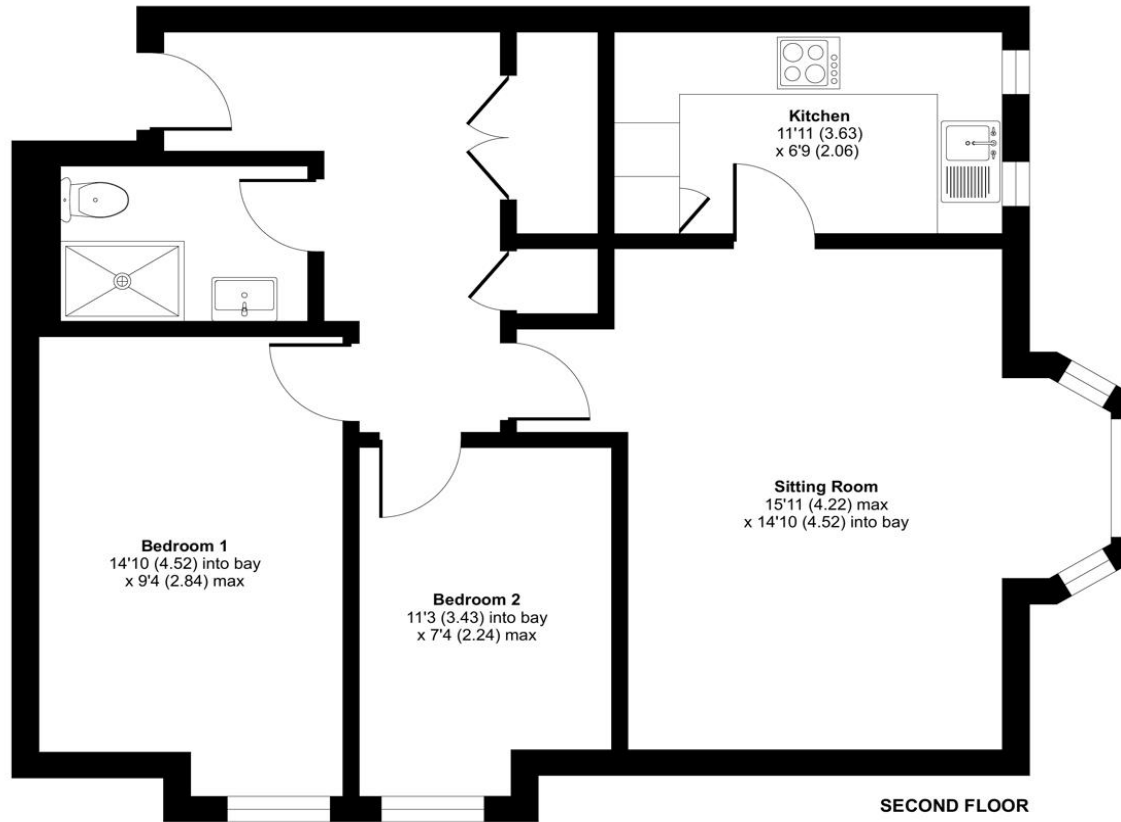 Kitchen
11'11 (3.63)
x 6'9 (2.06)
Sitting Room
15'11 (4.22) max
x 14'10 (4.52) into bay
Bedroom 1
14'10 (4.52) into bay
x 9'4 (2.84) max
Bedroom 2
11'3 (3.43) into bay
x 7'4 (2.24) max
SECOND FLOOR